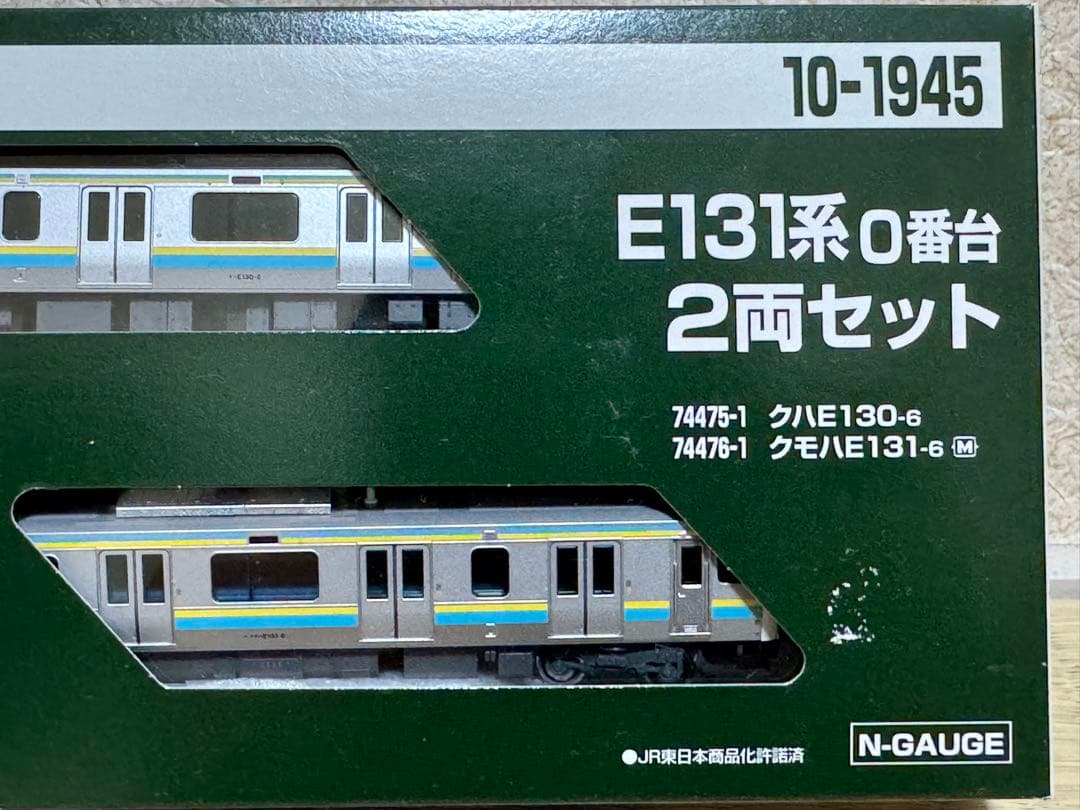 10-1945
E131系 0番台
2両セット
74475-1 クハE130-6
74476-1 クモハE131-6 M
●JR東日本商品化許諾済
N-GAUGE